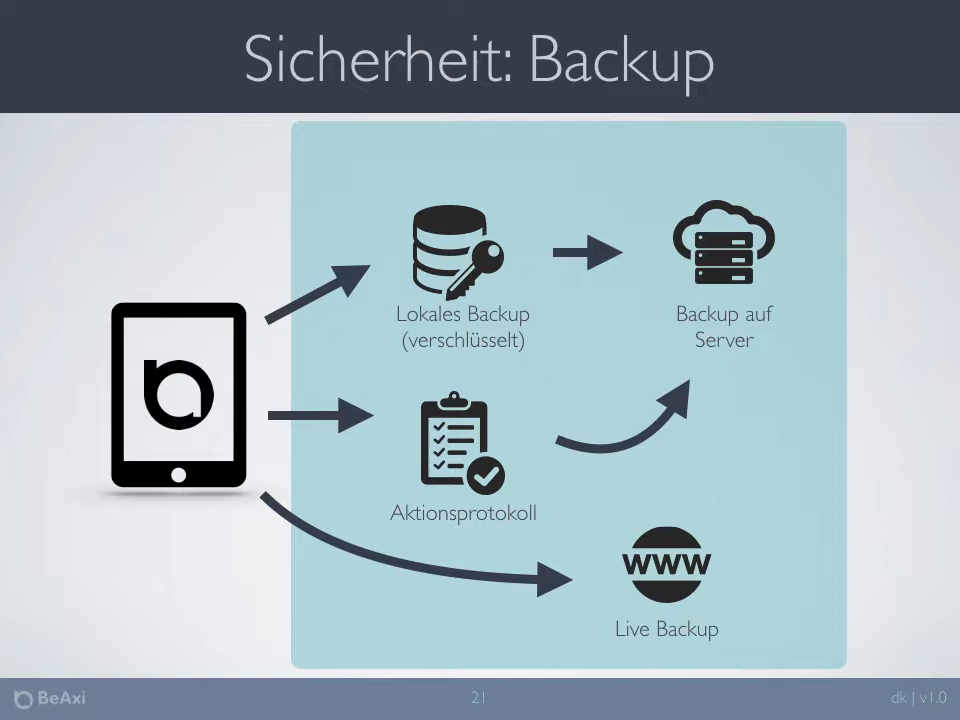 Sicherheit: Backup
Lokales Backup
(verschlüsselt)
Backup auf
Server
Aktionsprotokoll
WWW
Live Backup
BeAxi
21
dk | v1.0